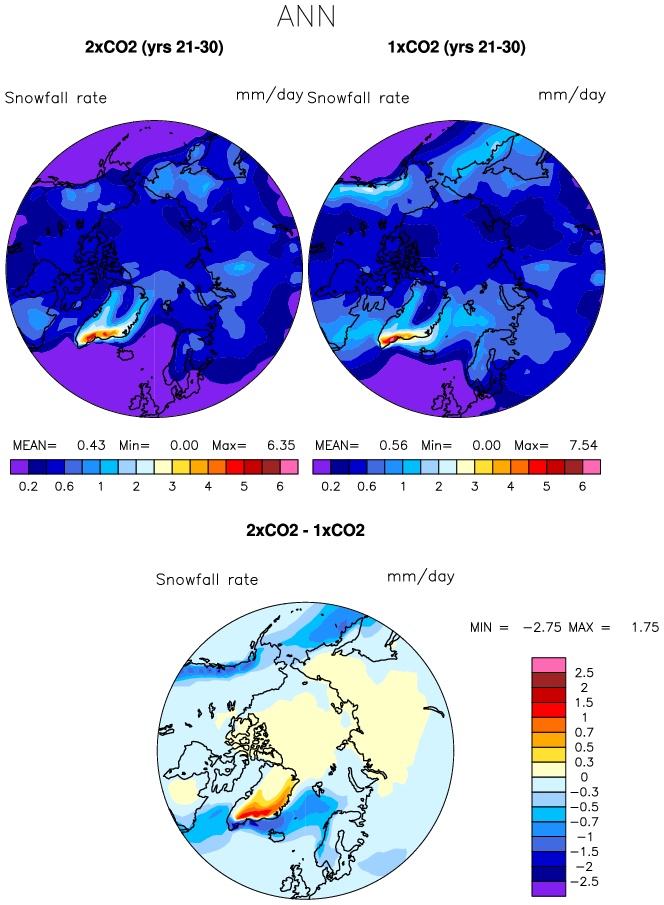 ANN
2xCO2 (yrs 21-30) 1xCO2 (yrs 21-30)
Snowfall rate mm/day Snowfall rate mm/day
MEAN= 0.43 Min= 0.00 Max= 6.35 MEAN= 0.56 Min= 0.00 Max= 7.54
0.2 0.6 1 2 3 4 5 6 0.2 0.6 1 2 3 4 5 6
2xCO2 - 1xCO2
Snowfall rate mm/day
MIN = -2.75 MAX = 1.75
2.5
2
1.5
1
0.7
0.5
0.3
0
-0.3
-0.5
-0.7
-1
-1.5
-2
-2.5